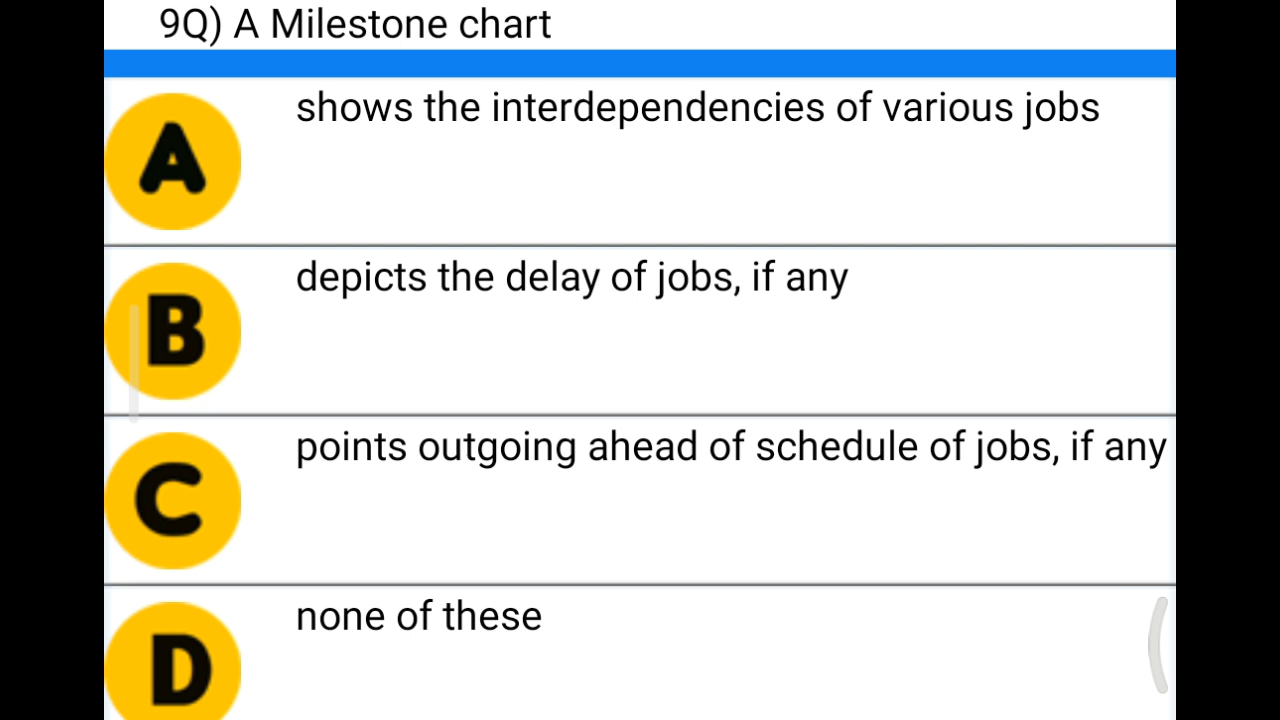 9Q) A Milestone chart
A
shows the interdependencies of various jobs
B
depicts the delay of jobs, if any
C
points outgoing ahead of schedule of jobs, if any
D
none of these